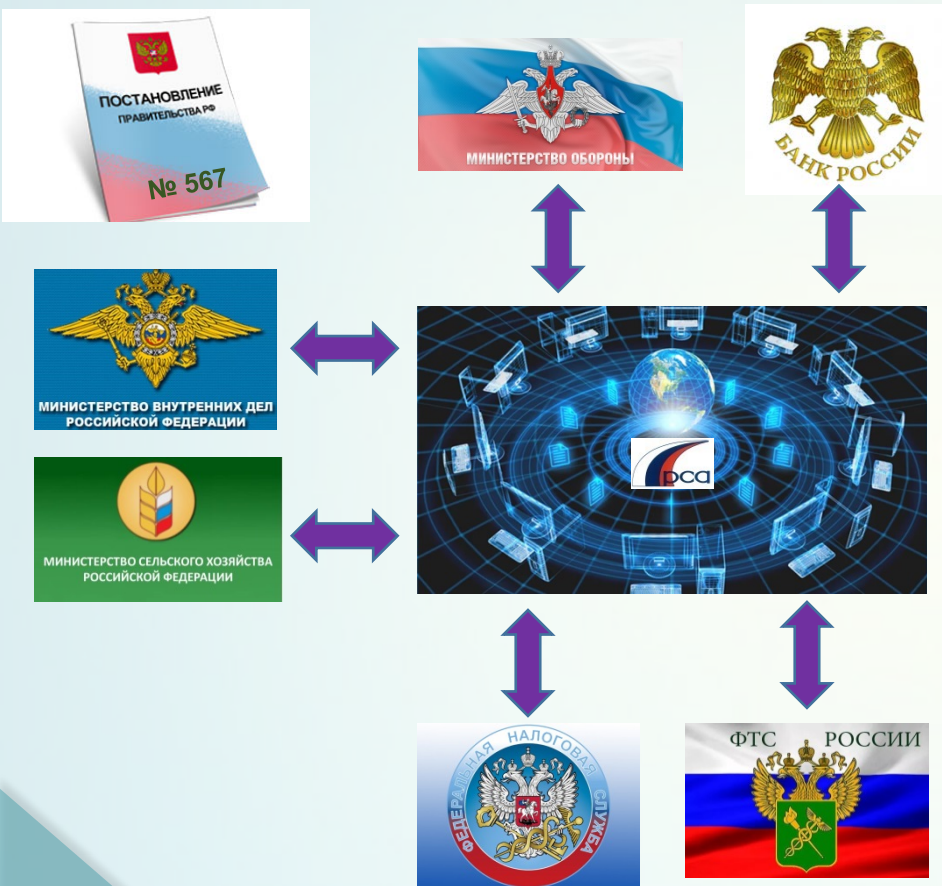 ПОСТАНОВЛЕНИЕ
ПРАВИТЕЛЬСТВА РФ
№ 567
МИНИСТЕРСТВО ОБОРОНЫ
БАНК РОССИИ
МИНИСТЕРСТВО ВНУТРЕННИХ ДЕЛ
РОССИЙСКОЙ ФЕДЕРАЦИИ
рса
МИНИСТЕРСТВО СЕЛЬСКОГО ХОЗЯЙСТВА
РОССИЙСКОЙ ФЕДЕРАЦИИ
ФЕДЕРАЛЬНАЯ НАЛОГОВАЯ СЛУЖБА
ФТС РОССИИ